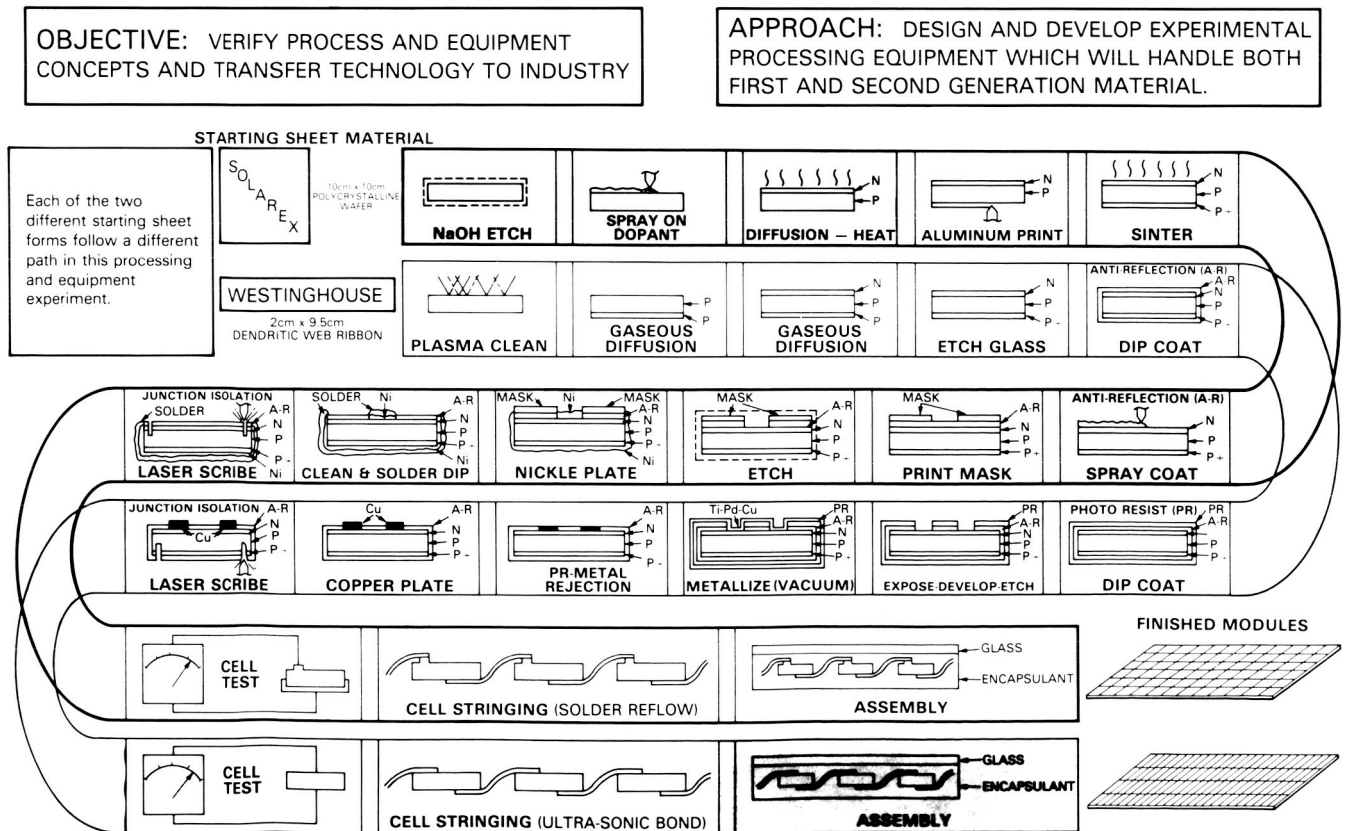 OBJECTIVE: VERIFY PROCESS AND EQUIPMENT
CONCEPTS AND TRANSFER TECHNOLOGY TO INDUSTRY
APPROACH: DESIGN AND DEVELOP EXPERIMENTAL
PROCESSING EQUIPMENT WHICH WILL HANDLE BOTH
FIRST AND SECOND GENERATION MATERIAL.
STARTING SHEET MATERIAL
Each of the two
different starting sheet
forms follow a different
path in this processing
and equipment
experiment.
SOLAREX
10cm x 10cm
POLYCRYSTALLINE
WAFER
NaOH ETCH
SPRAY ON
DOPANT
DIFFUSION – HEAT
N
P
ALUMINUM PRINT
N
P
SINTER
N
P
P+
WESTINGHOUSE
2cm x 9.5cm
DENDRITIC WEB RIBBON
PLASMA CLEAN
P
P
GASEOUS
DIFFUSION
N
P
P
GASEOUS
DIFFUSION
N
P
P
ETCH GLASS
ANTI-REFLECTION (A-R)
A-R
N
P
P
DIP COAT
JUNCTION ISOLATION
SOLDER
A-R
N
P
P
Ni
LASER SCRIBE
SOLDER
Ni
A-R
N
P
P
Ni
CLEAN & SOLDER DIP
MASK
Ni
MASK
A-R
N
P
P
Ni
NICKLE PLATE
MASK
A-R
N
P
P+
ETCH
MASK
A-R
N
P
P+
PRINT MASK
ANTI-REFLECTION (A-R)
N
P
P+
SPRAY COAT
JUNCTION ISOLATION
Cu
A-R
N
P
P
LASER SCRIBE
Cu
A-R
N
P
P+
COPPER PLATE
A-R
N
P
P
PR-METAL
REJECTION
Ti-Pd-Cu
PR
A-R
N
P
P+
METALLIZE (VACUUM)
PR
A-R
N
P
P+
EXPOSE-DEVELOP-ETCH
PHOTO RESIST (PR)
PR
A-R
N
P
P
DIP COAT
CELL
TEST
CELL STRINGING (SOLDER REFLOW)
GLASS
ENCAPSULANT
ASSEMBLY
FINISHED MODULES
CELL
TEST
CELL STRINGING (ULTRA-SONIC BOND)
GLASS
ENCAPSULANT
ASSEMBLY